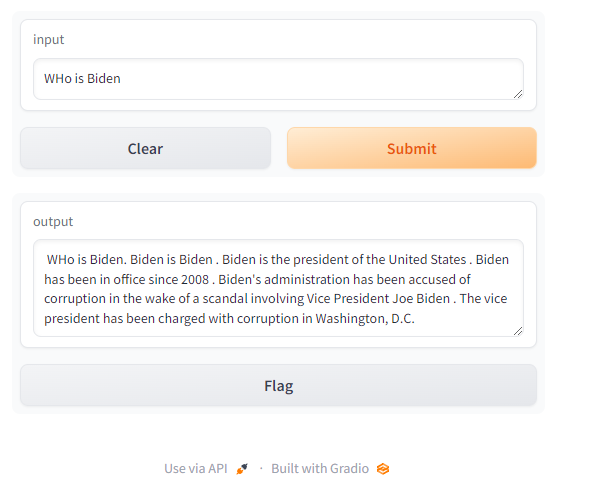 input
WHo is Biden
Clear
Submit
output
WHo is Biden. Biden is Biden . Biden is the president of the United States . Biden
has been in office since 2008 . Biden's administration has been accused of
corruption in the wake of a scandal involving Vice President Joe Biden . The vice
president has been charged with corruption in Washington, D.C.
Flag
Use via API · Built with Gradio